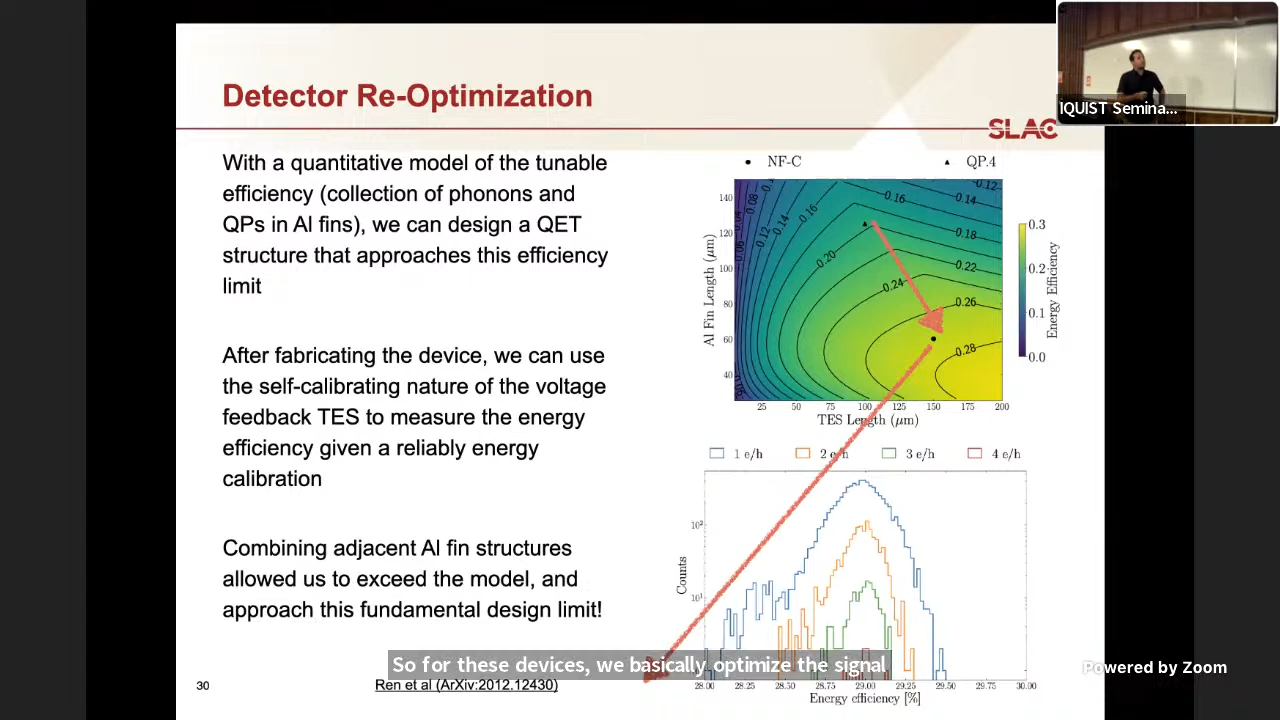 IQUIST Semina...
Detector Re-Optimization
SLAC
With a quantitative model of the tunable
efficiency (collection of phonons and
QPs in Al fins), we can design a QET
structure that approaches this efficiency
limit
After fabricating the device, we can use
the self-calibrating nature of the voltage
feedback TES to measure the energy
efficiency given a reliably energy
calibration
Combining adjacent Al fin structures
allowed us to exceed the model, and
approach this fundamental design limit!
NF-C QP.4
140
120
100
80
60
40
Al Fin Length (μm)
0.08
0.12
0.14
0.16
0.16
0.12
0.14
0.18
0.20
0.22
0.24
0.26
0.28
25 50 75 100 125 150 175 200
TES Length (μm)
0.3
0.2
0.1
0.0
Energy Efficiency
1 e/h 2 e/h 3 e/h 4 e/h
Counts
10²
10¹
28.00 28.25 28.50 28.75 29.00 29.25 29.50 29.75 30.00
Energy efficiency [%]
So for these devices, we basically optimize the signal
30
Ren et al (ArXiv:2012.12430)
Powered by Zoom